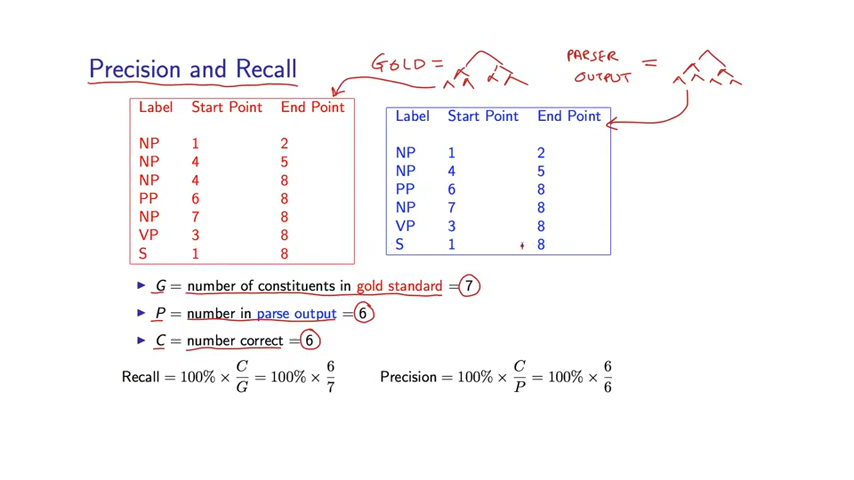 Precision and Recall
GOLD =
PARSER
OUTPUT =
Label Start Point End Point
NP 1 2
NP 4 5
NP 4 8
PP 6 8
NP 7 8
VP 3 8
S 1 8
Label Start Point End Point
NP 1 2
NP 4 5
PP 6 8
NP 7 8
VP 3 8
S 1 8
▶ G = number of constituents in gold standard = 7
▶ P = number in parse output = 6
▶ C = number correct = 6
Recall = 100% × C/G = 100% × 6/7
Precision = 100% × C/P = 100% × 6/6